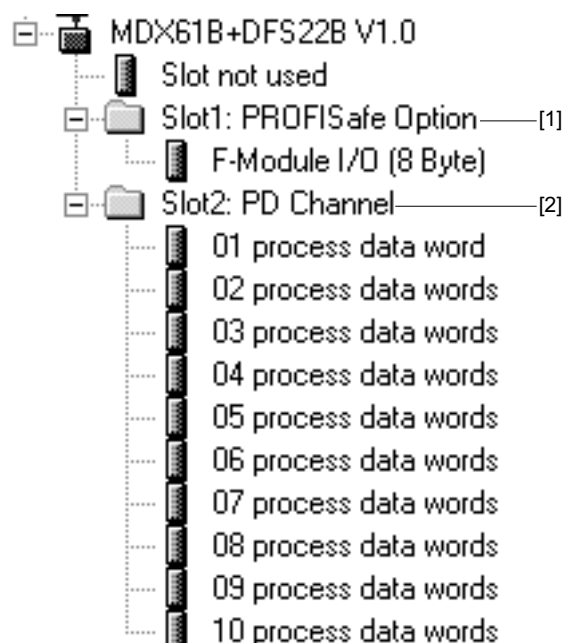 MDX61B+DFS22B V1.0
Slot not used
Slot1: PROFISafe Option [1]
F-Module I/O (8 Byte)
Slot2: PD Channel [2]
01 process data word
02 process data words
03 process data words
04 process data words
05 process data words
06 process data words
07 process data words
08 process data words
09 process data words
10 process data words